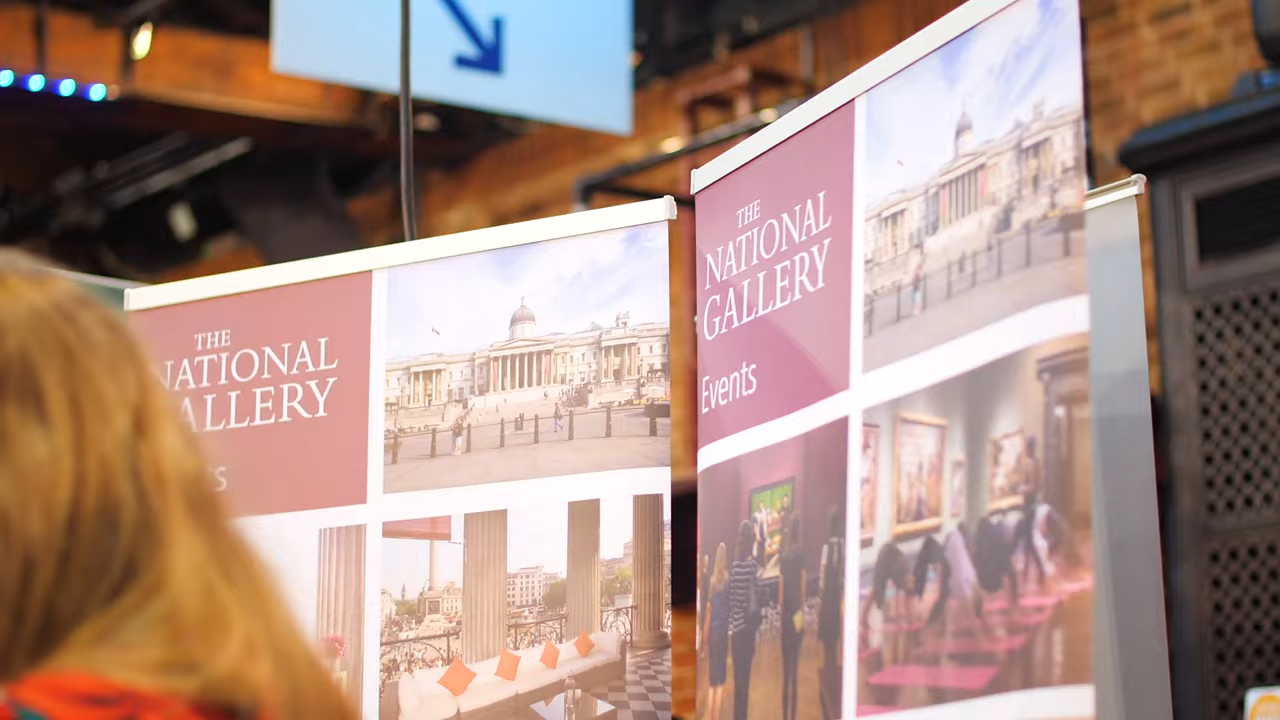 THE
NATIONAL
GALLERY
THE
NATIONAL
GALLERY
Events